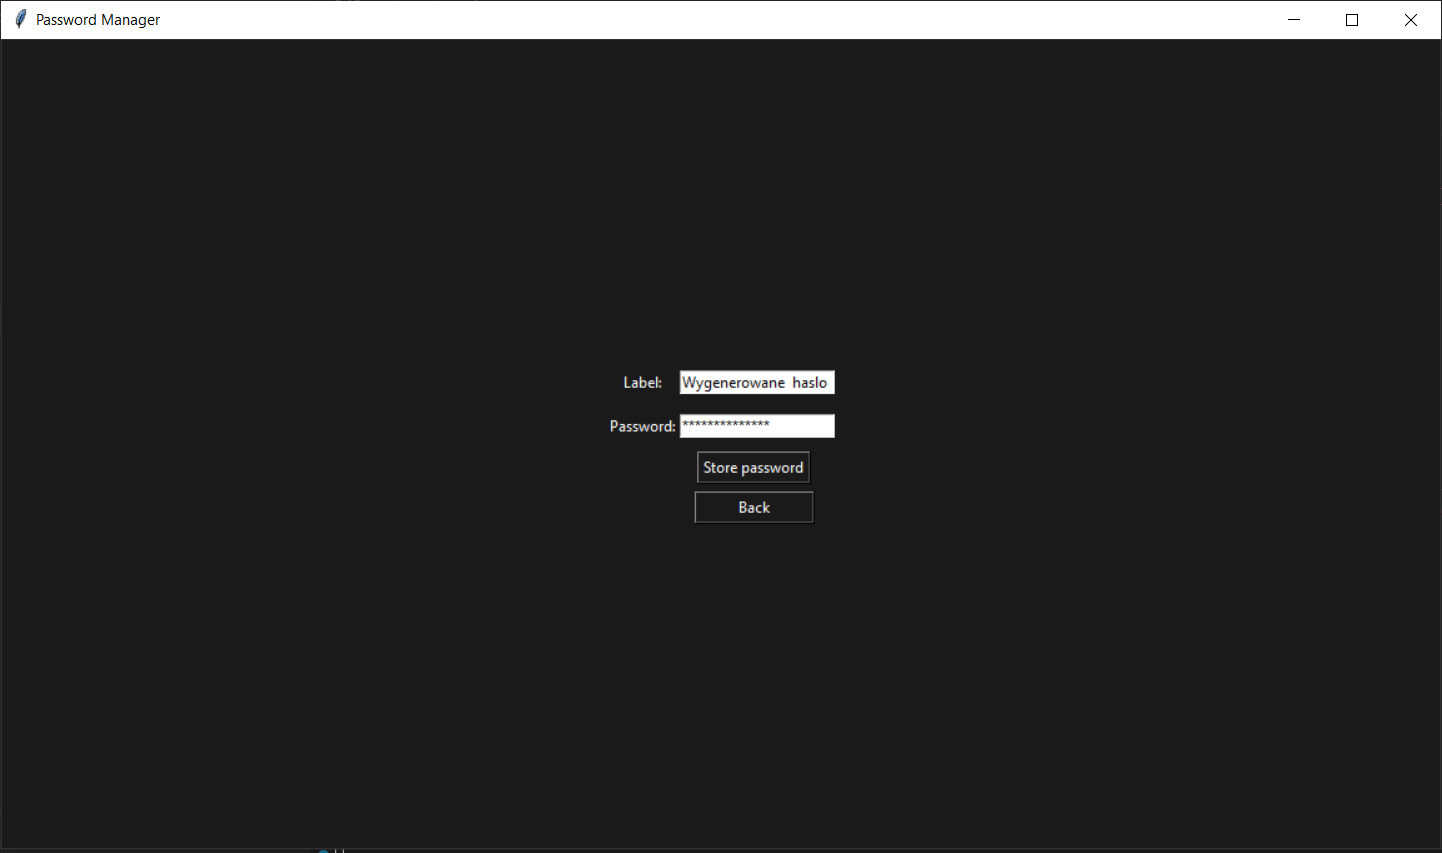 Password Manager
Label: Wygenerowane  haslo
Password: **************
Store password
Back